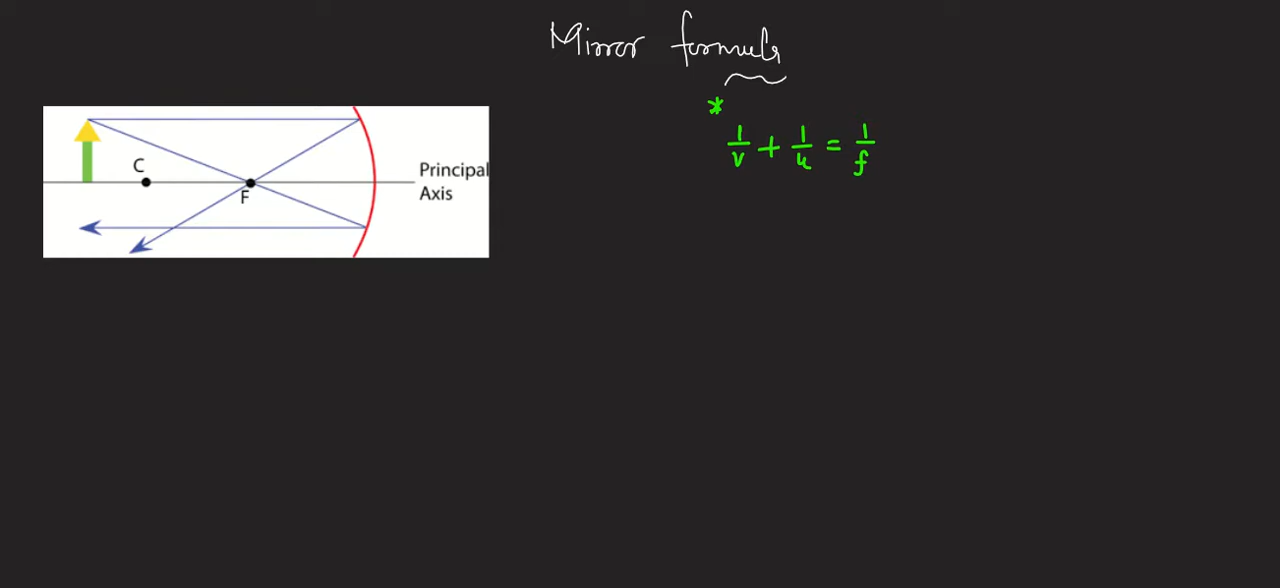 Mirror formula
*
1/v + 1/u = 1/f
C
F
Principal
Axis